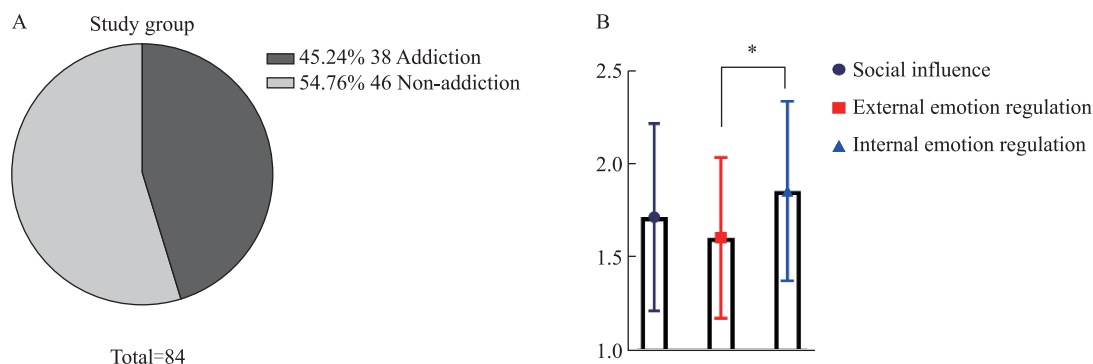 A
Study group
45.24% 38 Addiction
54.76% 46 Non-addiction
Total=84
B
*
2.5
2.0
1.5
1.0
Social influence
External emotion regulation
Internal emotion regulation